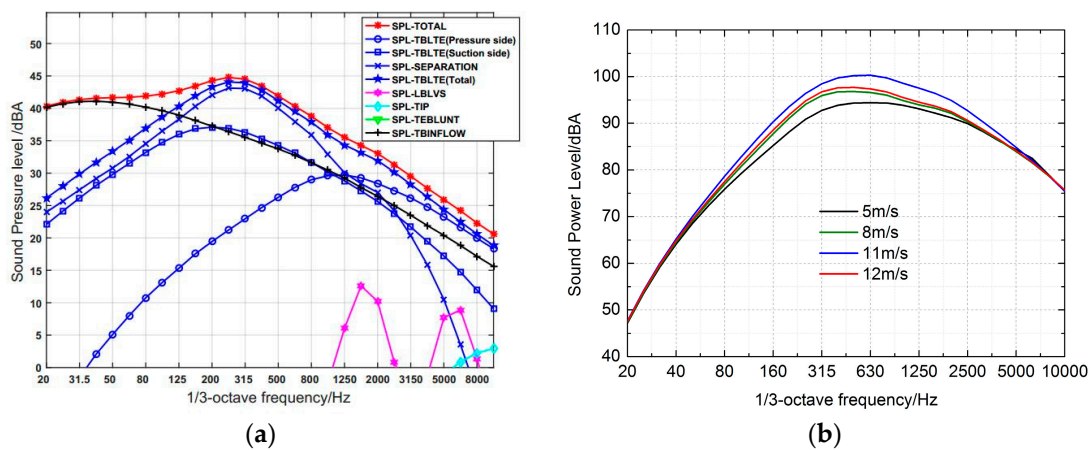 SPL-TOTAL
SPL-TBLTE(Pressure side)
SPL-TBLTE(Suction side)
SPL-SEPARATION
SPL-TBLTE(Total)
SPL-LBLVS
SPL-TIP
SPL-TEBLUNT
SPL-TBINFLOW
Sound Pressure level /dBA
50
45
40
35
30
25
20
15
10
5
0
20 31.5 50 80 125 200 315 500 800 1250 2000 3150 5000 8000
1/3-octave frequency/Hz
(a)
Sound Power Level/dBA
110
100
90
80
70
60
50
40
5m/s
8m/s
11m/s
12m/s
20 40 80 160 315 630 1250 2500 5000 10000
1/3-octave frequency/Hz
(b)